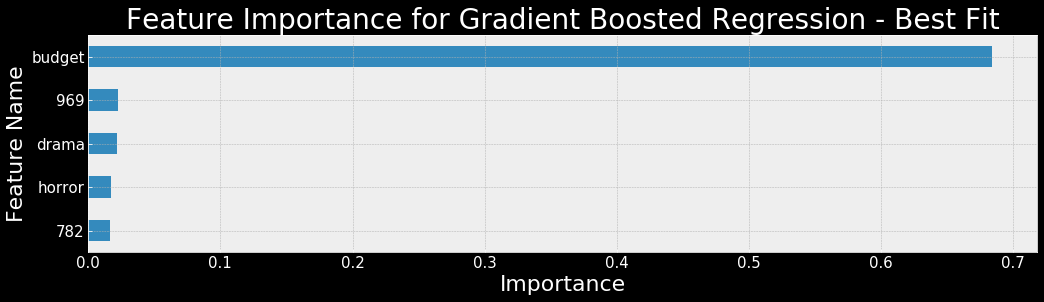 Feature Importance for Gradient Boosted Regression - Best Fit
Feature Name
budget
969
drama
horror
782
0.0 0.1 0.2 0.3 0.4 0.5 0.6 0.7
Importance